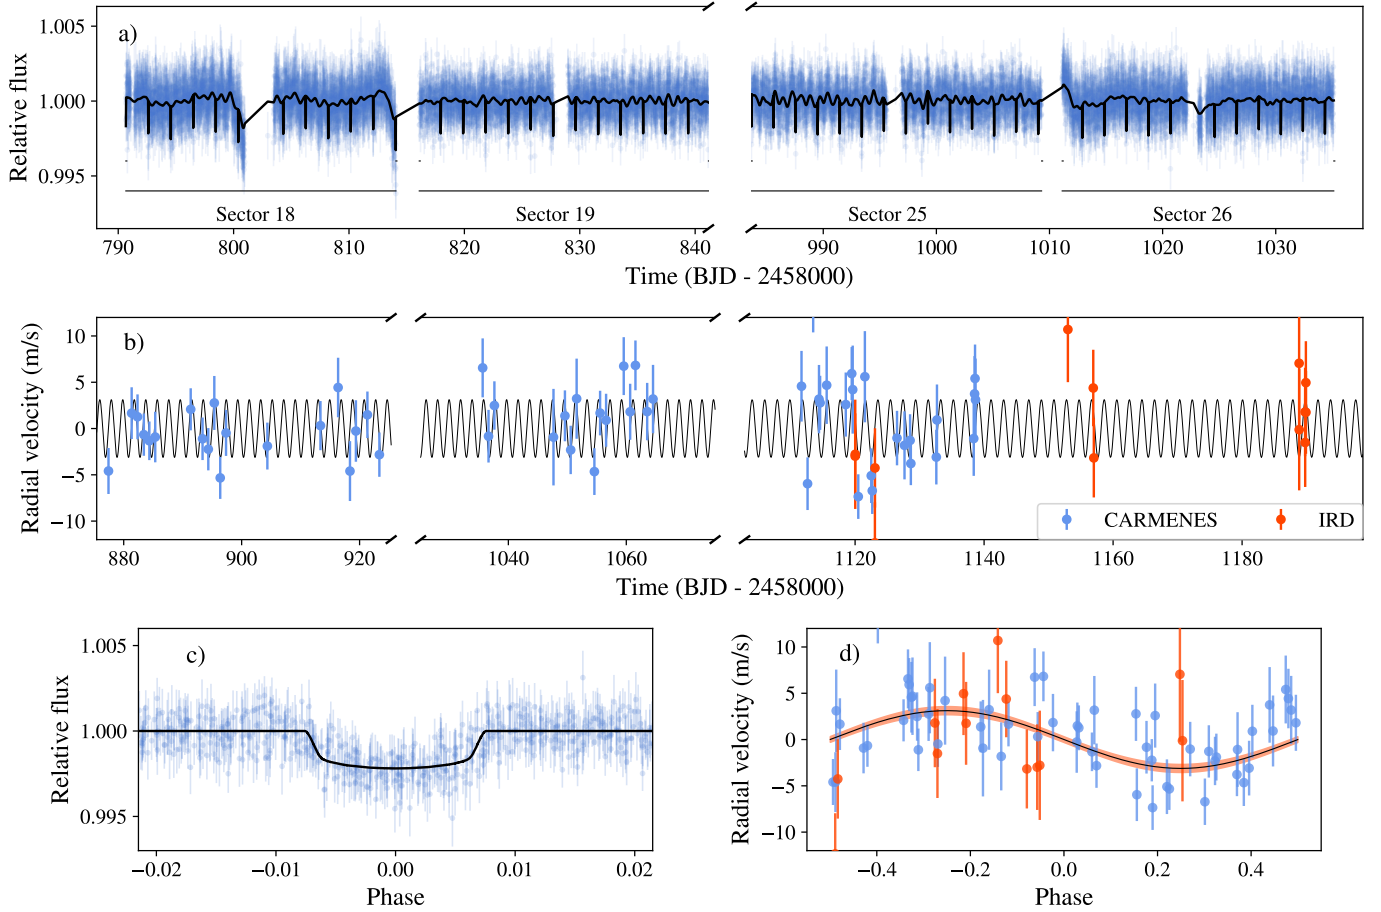 a)
Relative flux
1.005
1.000
0.995
Sector 18
Sector 19
Sector 25
Sector 26
790 800 810 820 830 840 990 1000 1010 1020 1030
Time (BJD - 2458000)
b)
Radial velocity (m/s)
10
5
0
−5
−10
CARMENES
IRD
880 900 920 1040 1060 1120 1140 1160 1180
Time (BJD - 2458000)
c)
Relative flux
1.005
1.000
0.995
−0.02 −0.01 0.00 0.01 0.02
Phase
d)
Radial velocity (m/s)
10
5
0
−5
−10
−0.4 −0.2 0.0 0.2 0.4
Phase